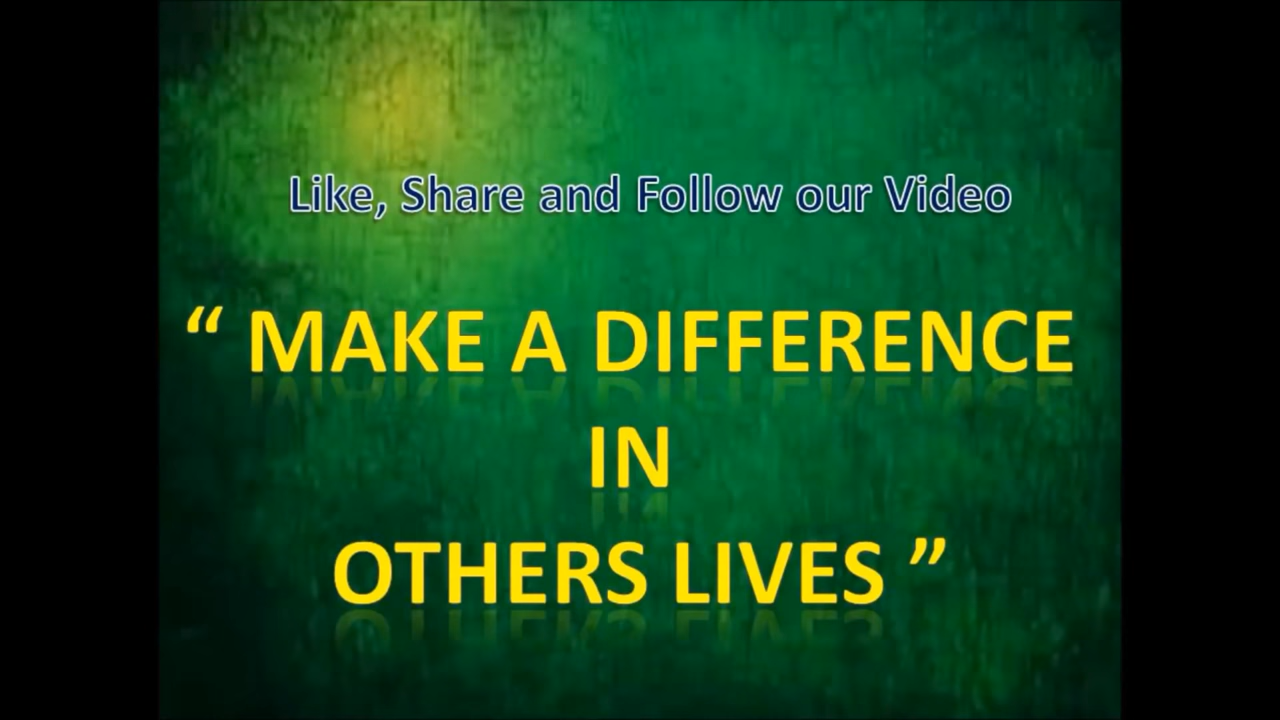 Like, Share and Follow our Video
“ MAKE A DIFFERENCE
IN
OTHERS LIVES ”